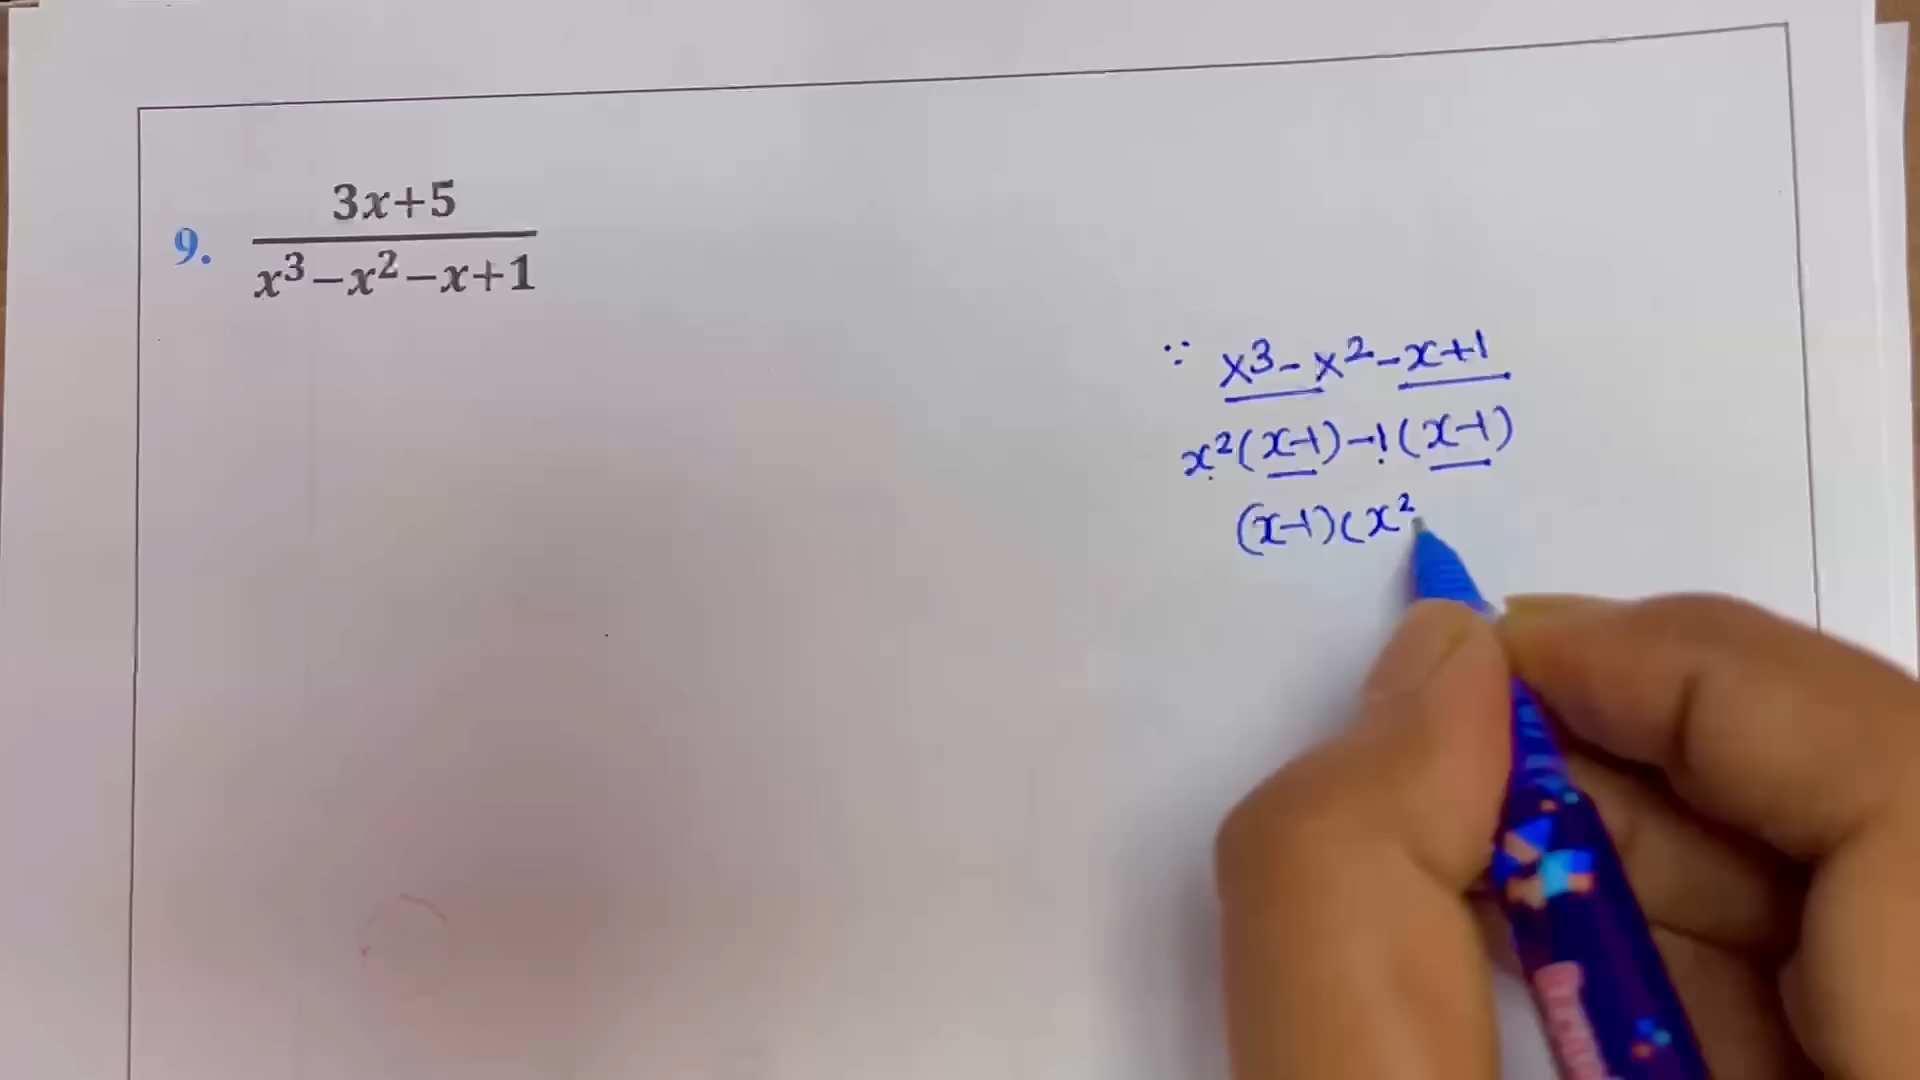 9. 3x+5
x³−x²−x+1
∵ x³−x²−x+1
x²(x−1)−1(x−1)
(x−1)(x²